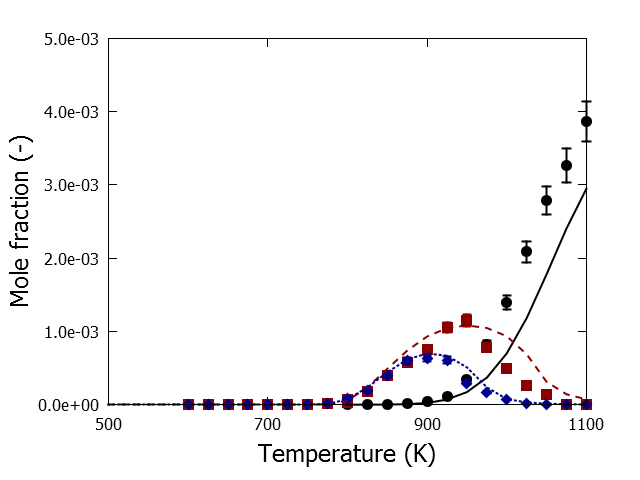 5.0e-03
4.0e-03
3.0e-03
2.0e-03
1.0e-03
0.0e+00
Mole fraction (-)
500 700 900 1100
Temperature (K)